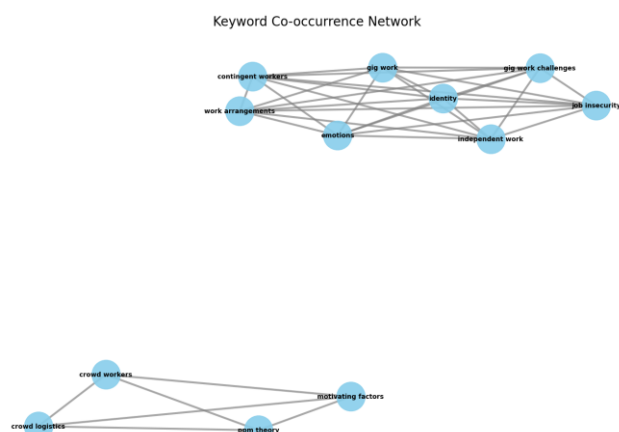 Keyword Co-occurrence Network
gig work
gig work challenges
contingent workers
identity
job insecurity
work arrangements
emotions
independent work
crowd workers
motivating factors
crowd logistics
theory